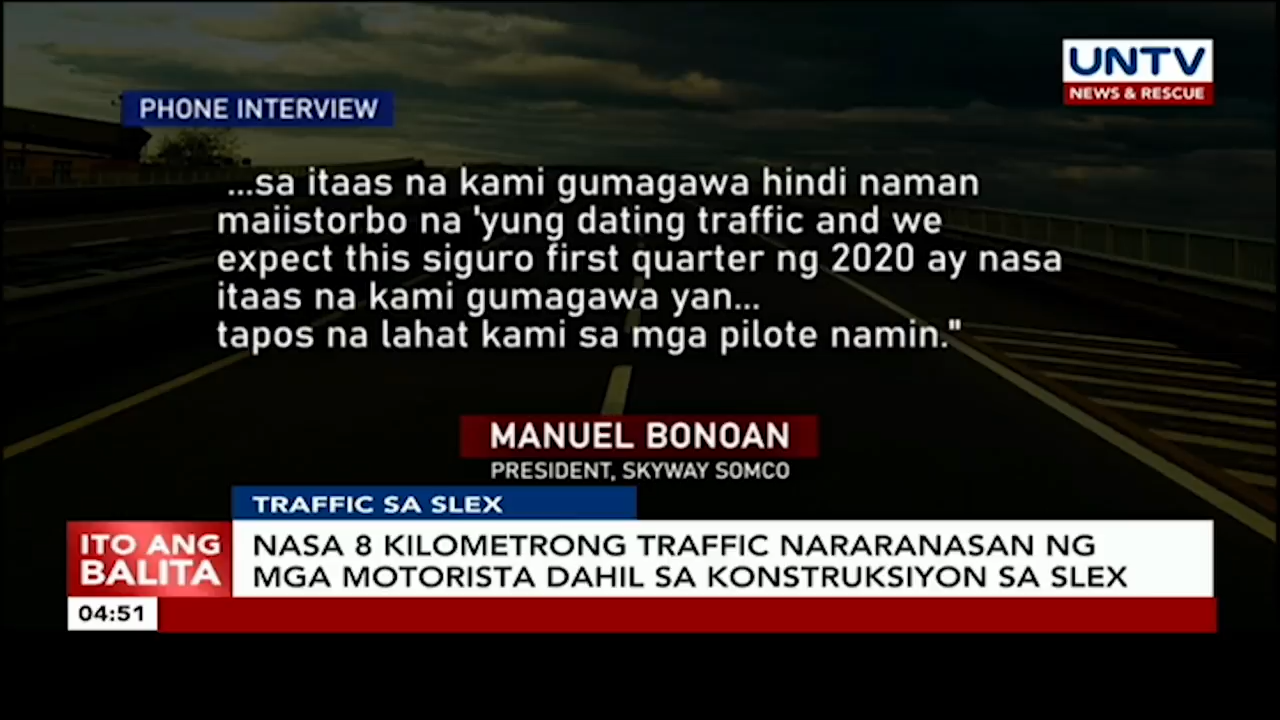 UNTV
NEWS & RESCUE
PHONE INTERVIEW
...sa itaas na kami gumagawa hindi naman
maiistorbo na 'yung dating traffic and we
expect this siguro first quarter ng 2020 ay nasa
itaas na kami gumagawa yan...
tapos na lahat kami sa mga pilote namin."
MANUEL BONOAN
PRESIDENT, SKYWAY SOMCO
TRAFFIC SA SLEX
ITO ANG
BALITA
NASA 8 KILOMETRONG TRAFFIC NARARANASAN NG
MGA MOTORISTA DAHIL SA KONSTRUKSIYON SA SLEX
04:51